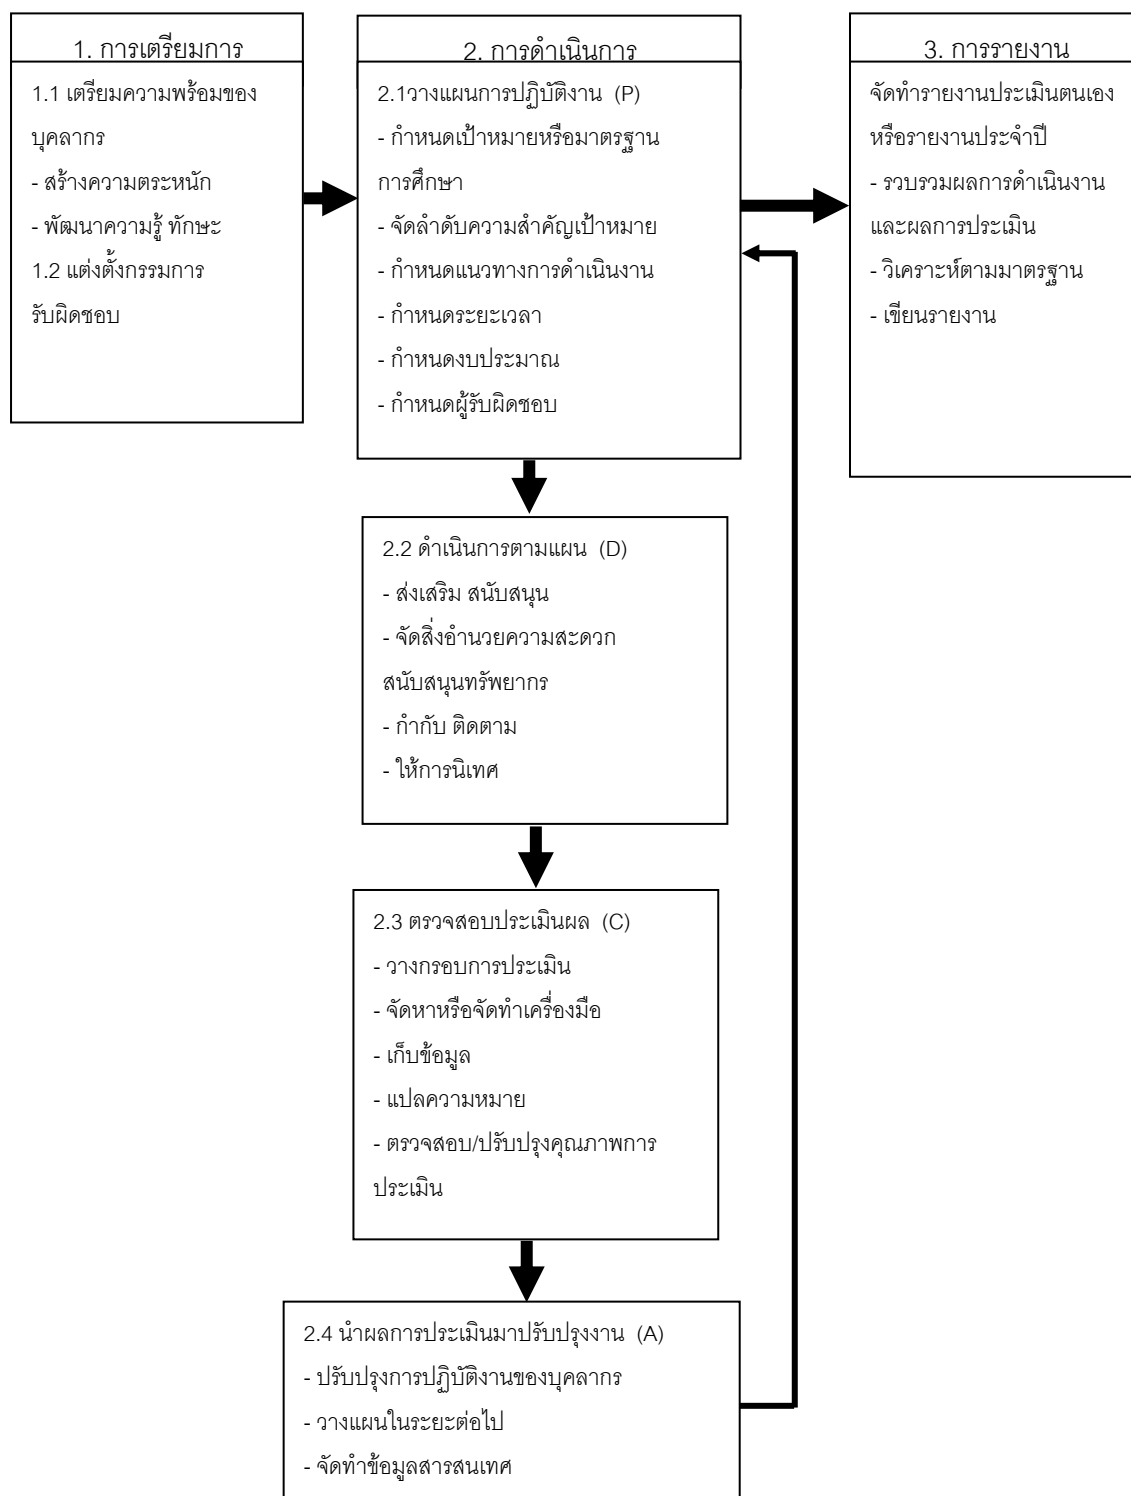 1. การเตรียมการ
1.1 เตรียมความพร้อมของ
บุคลากร
- สร้างความตระหนัก
- พัฒนาความรู้ ทักษะ
1.2 แต่งตั้งกรรมการ
รับผิดชอบ
2. การดำเนินการ
2.1วางแผนการปฏิบัติงาน (P)
- กำหนดเป้าหมายหรือมาตรฐาน
การศึกษา
- จัดลำดับความสำคัญเป้าหมาย
- กำหนดแนวทางการดำเนินงาน
- กำหนดระยะเวลา
- กำหนดงบประมาณ
- กำหนดผู้รับผิดชอบ
3. การรายงาน
จัดทำรายงานประเมินตนเอง
หรือรายงานประจำปี
- รวบรวมผลการดำเนินงาน
และผลการประเมิน
- วิเคราะห์ตามมาตรฐาน
- เขียนรายงาน
2.2 ดำเนินการตามแผน (D)
- ส่งเสริม สนับสนุน
- จัดสิ่งอำนวยความสะดวก
สนับสนุนทรัพยากร
- กำกับ ติดตาม
- ให้การนิเทศ
2.3 ตรวจสอบประเมินผล (C)
- วางกรอบการประเมิน
- จัดหาหรือจัดทำเครื่องมือ
- เก็บข้อมูล
- แปลความหมาย
- ตรวจสอบ/ปรับปรุงคุณภาพการ
ประเมิน
2.4 นำผลการประเมินมาปรับปรุงงาน (A)
- ปรับปรุงการปฏิบัติงานของบุคลากร
- วางแผนในระยะต่อไป
- จัดทำข้อมูลสารสนเทศ